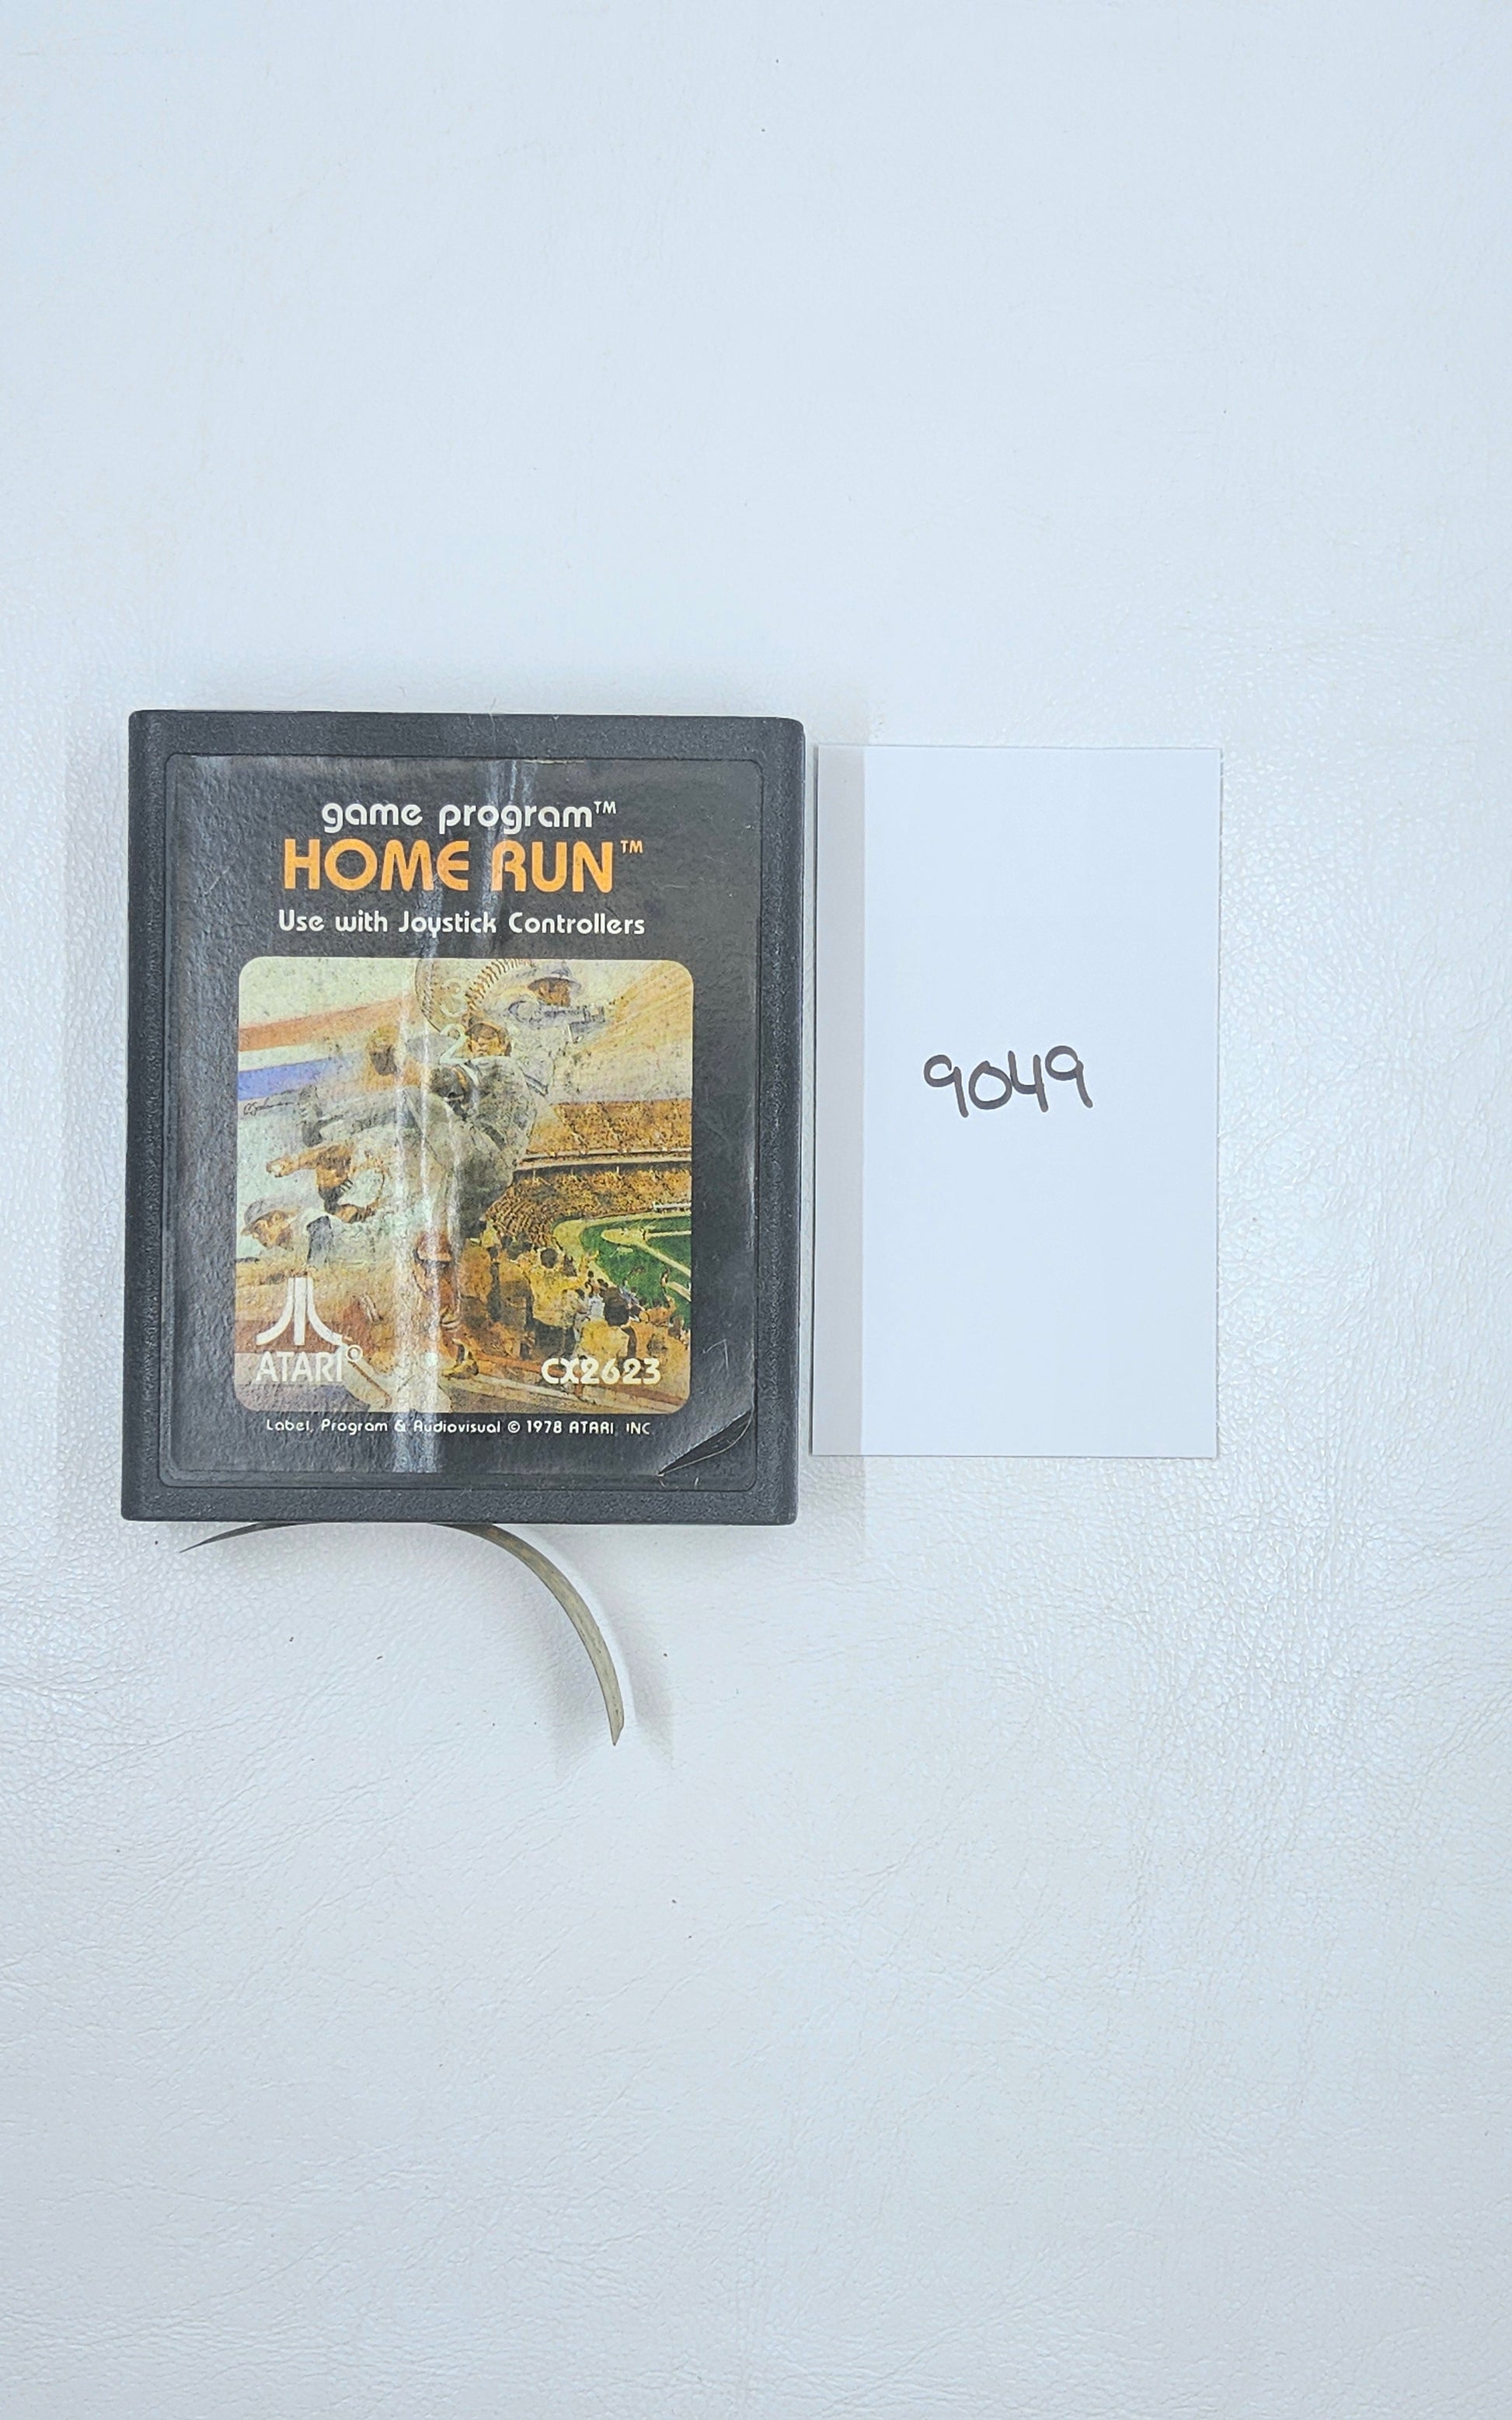 game program™
HOME RUN™
Use with Joystick Controllers
ATARI®
CX2623
Label, Program & Audiovisual © 1978 ATARI, INC
9049